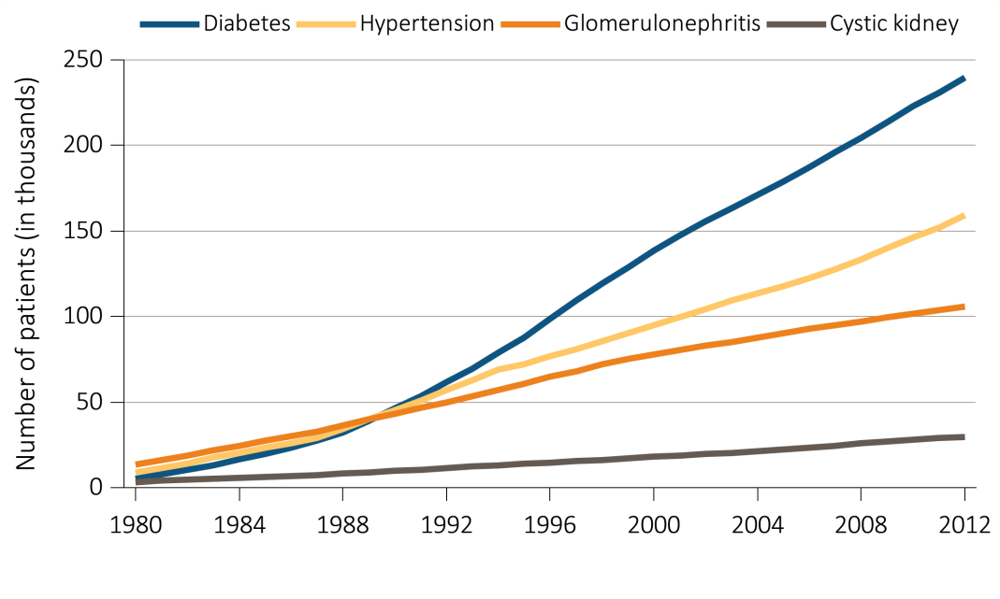 Diabetes Hypertension Glomerulonephritis Cystic kidney
Number of patients (in thousands)
250
200
150
100
50
0
1980 1984 1988 1992 1996 2000 2004 2008 2012